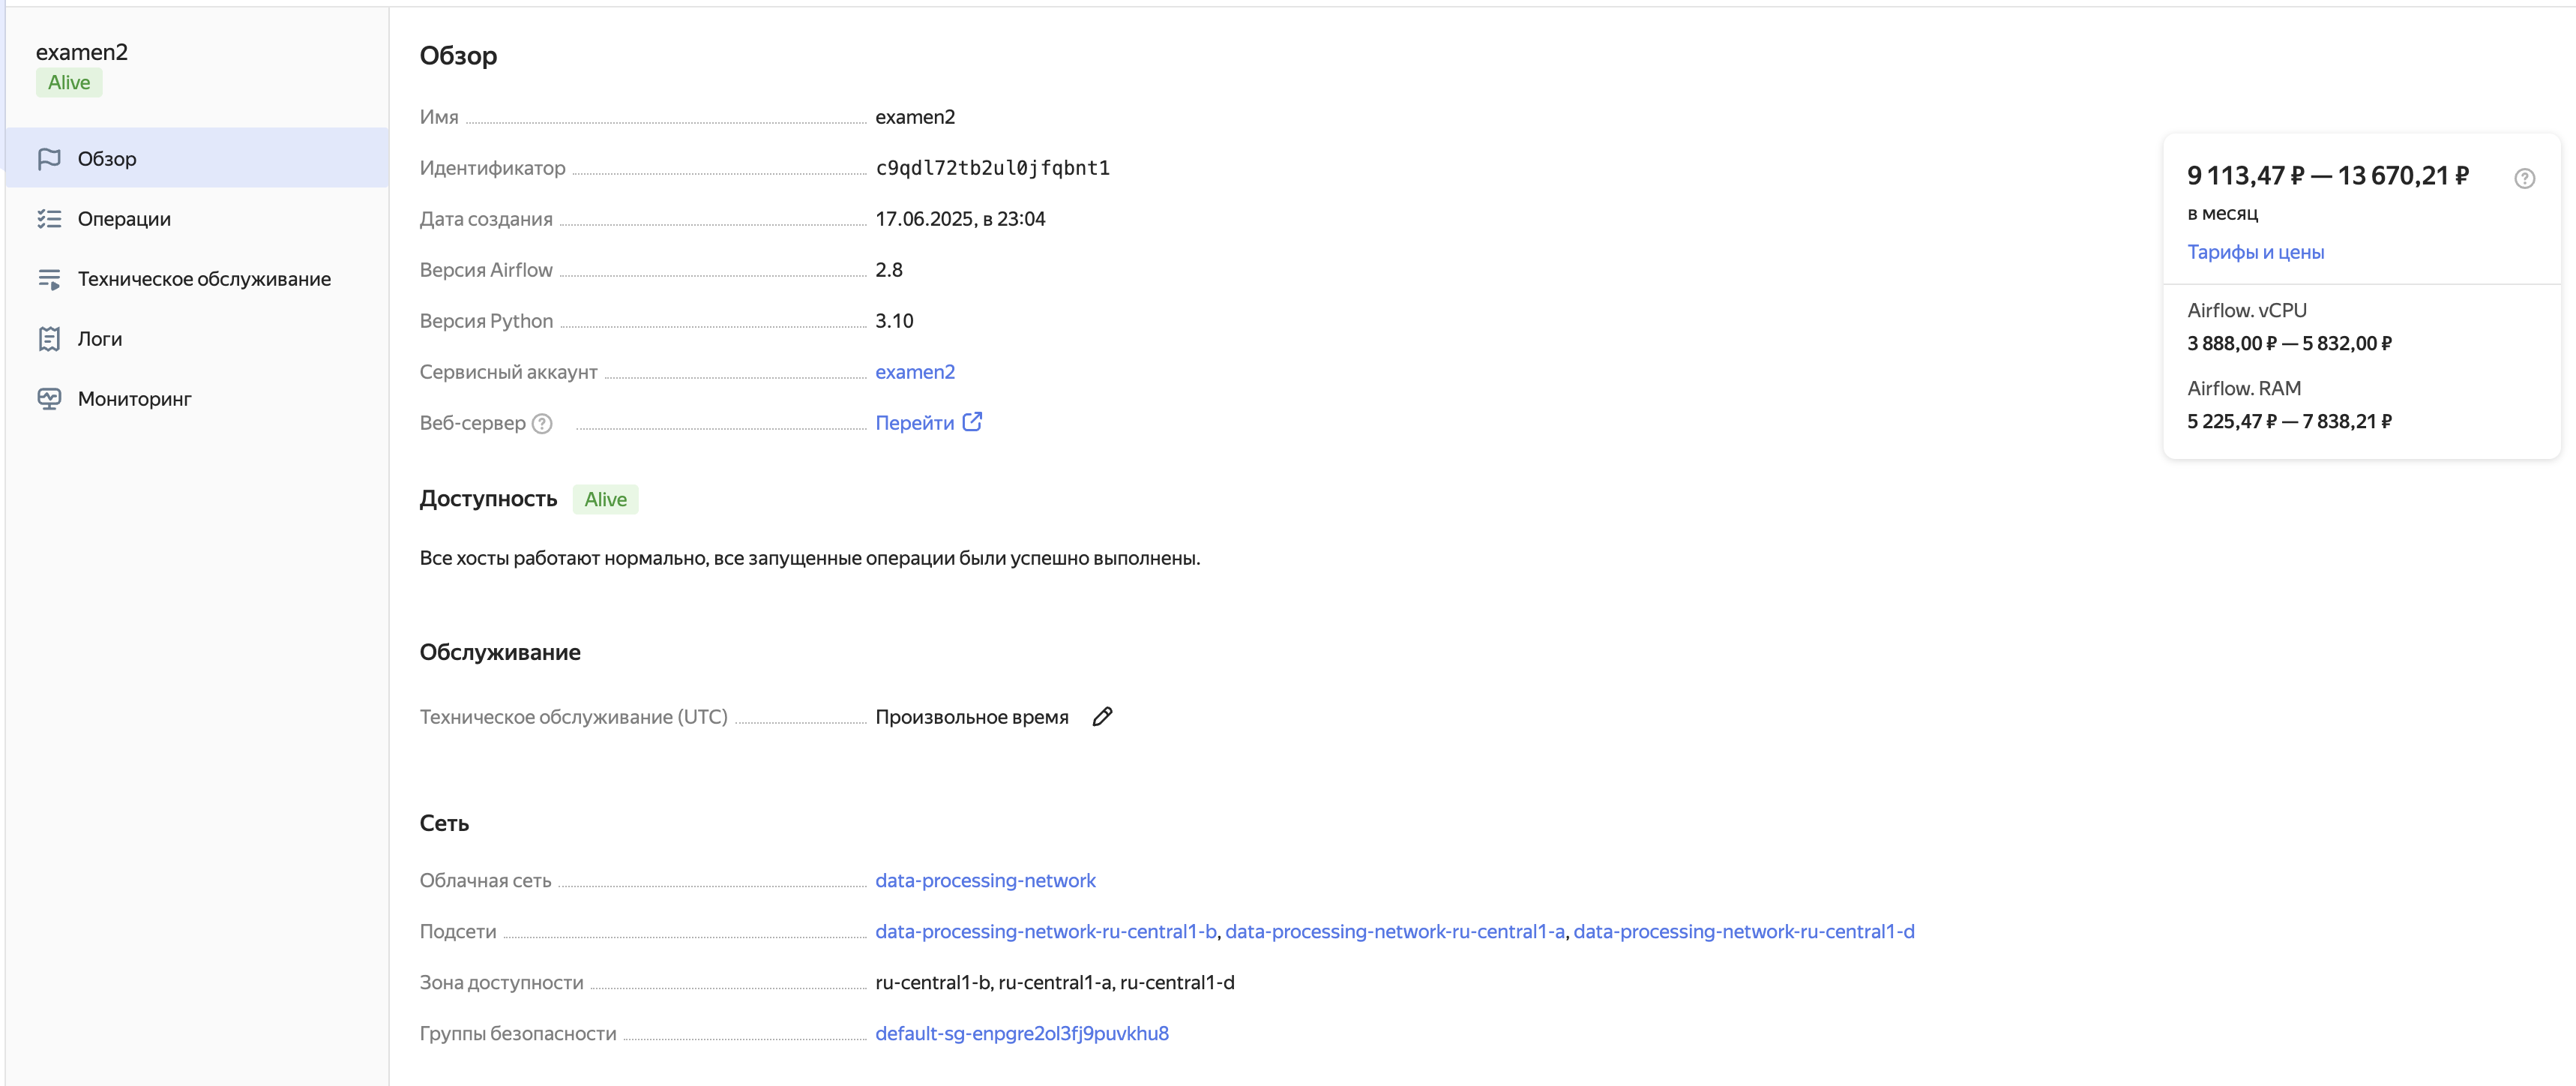 examen2
Alive
Обзор
Операции
Техническое обслуживание
Логи
Мониторинг
Обзор
Имя examen2
Идентификатор c9qdl72tb2ul0jfqbnt1
Дата создания 17.06.2025, в 23:04
Версия Airflow 2.8
Версия Python 3.10
Сервисный аккаунт examen2
Веб-сервер ? Перейти
Доступность Alive
Все хосты работают нормально, все запущенные операции были успешно выполнены.
Обслуживание
Техническое обслуживание (UTC) Произвольное время
Сеть
Облачная сеть data-processing-network
Подсети data-processing-network-ru-central1-b, data-processing-network-ru-central1-a, data-processing-network-ru-central1-d
Зона доступности ru-central1-b, ru-central1-a, ru-central1-d
Группы безопасности default-sg-enpgre2ol3fj9puvkhu8
9 113,47 ₽ — 13 670,21 ₽ ?
в месяц
Тарифы и цены
Airflow. vCPU
3 888,00 ₽ — 5 832,00 ₽
Airflow. RAM
5 225,47 ₽ — 7 838,21 ₽